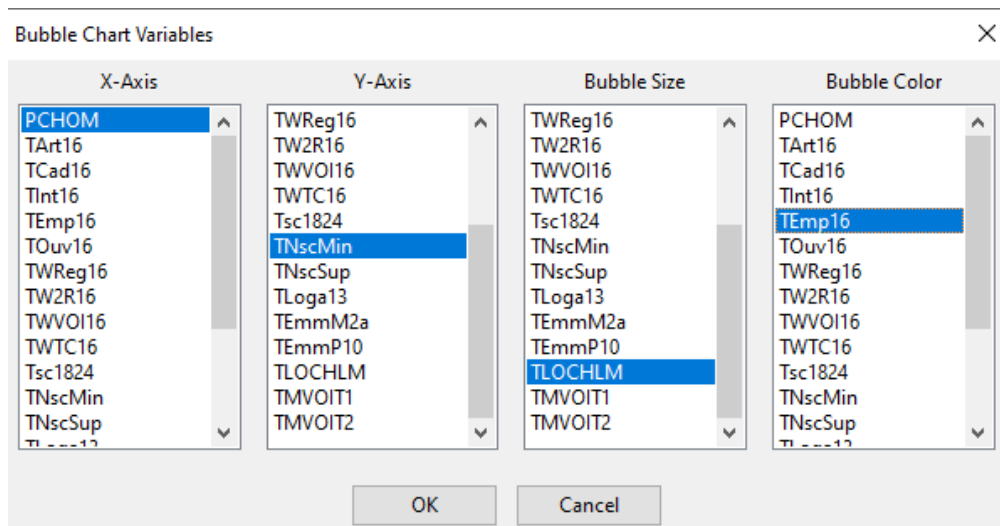 Bubble Chart Variables
X-Axis
PCHOM
TArt16
TCad16
TInt16
TEmp16
TOuv16
TWReg16
TW2R16
TWVOI16
TWTC16
Tsc1824
TNscMin
TNscSup
Y-Axis
TWReg16
TW2R16
TWVOI16
TWTC16
Tsc1824
TNscMin
TNscSup
TLoga13
TEmmM2a
TEmmP10
TLOCHLM
TMVOIT1
TMVOIT2
Bubble Size
TWReg16
TW2R16
TWVOI16
TWTC16
Tsc1824
TNscMin
TNscSup
TLoga13
TEmmM2a
TEmmP10
TLOCHLM
TMVOIT1
TMVOIT2
Bubble Color
PCHOM
TArt16
TCad16
TInt16
TEmp16
TOuv16
TWReg16
TW2R16
TWVOI16
TWTC16
Tsc1824
TNscMin
TNscSup
OK
Cancel